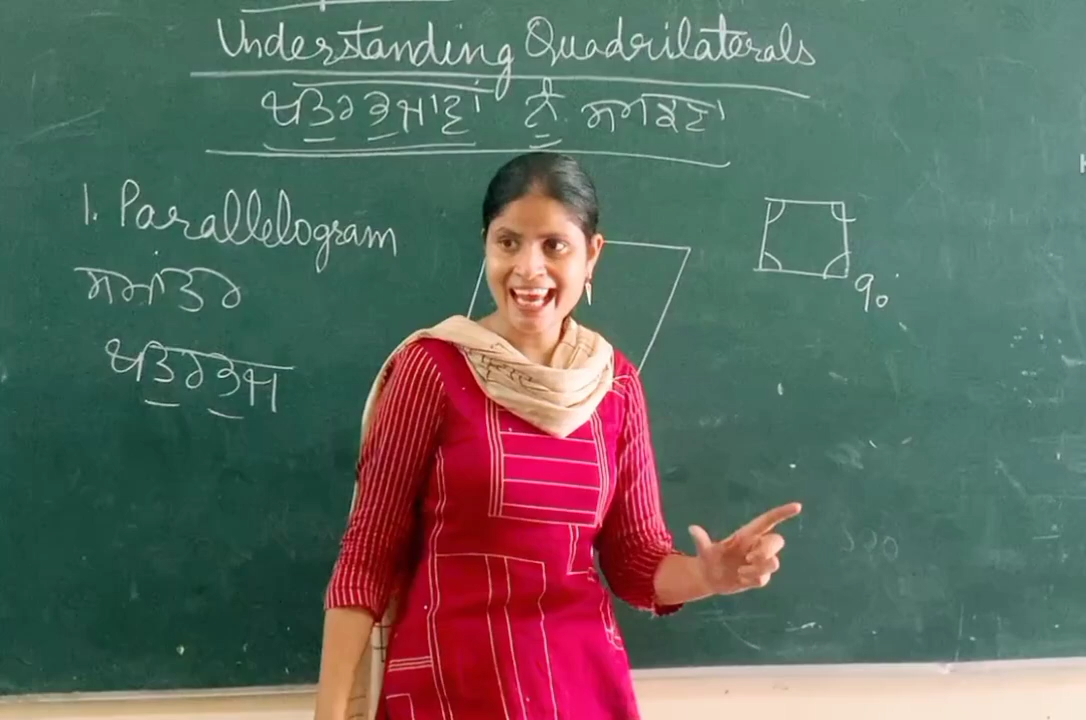 Understanding Quadrilaterals
ਚਤੁਰਭੁਜਾਂ ਨੂੰ ਸਮਝਣਾ
1. Parallelogram
ਸਮਾਂਤਰ
ਚਤੁਰਭੁਜ
90